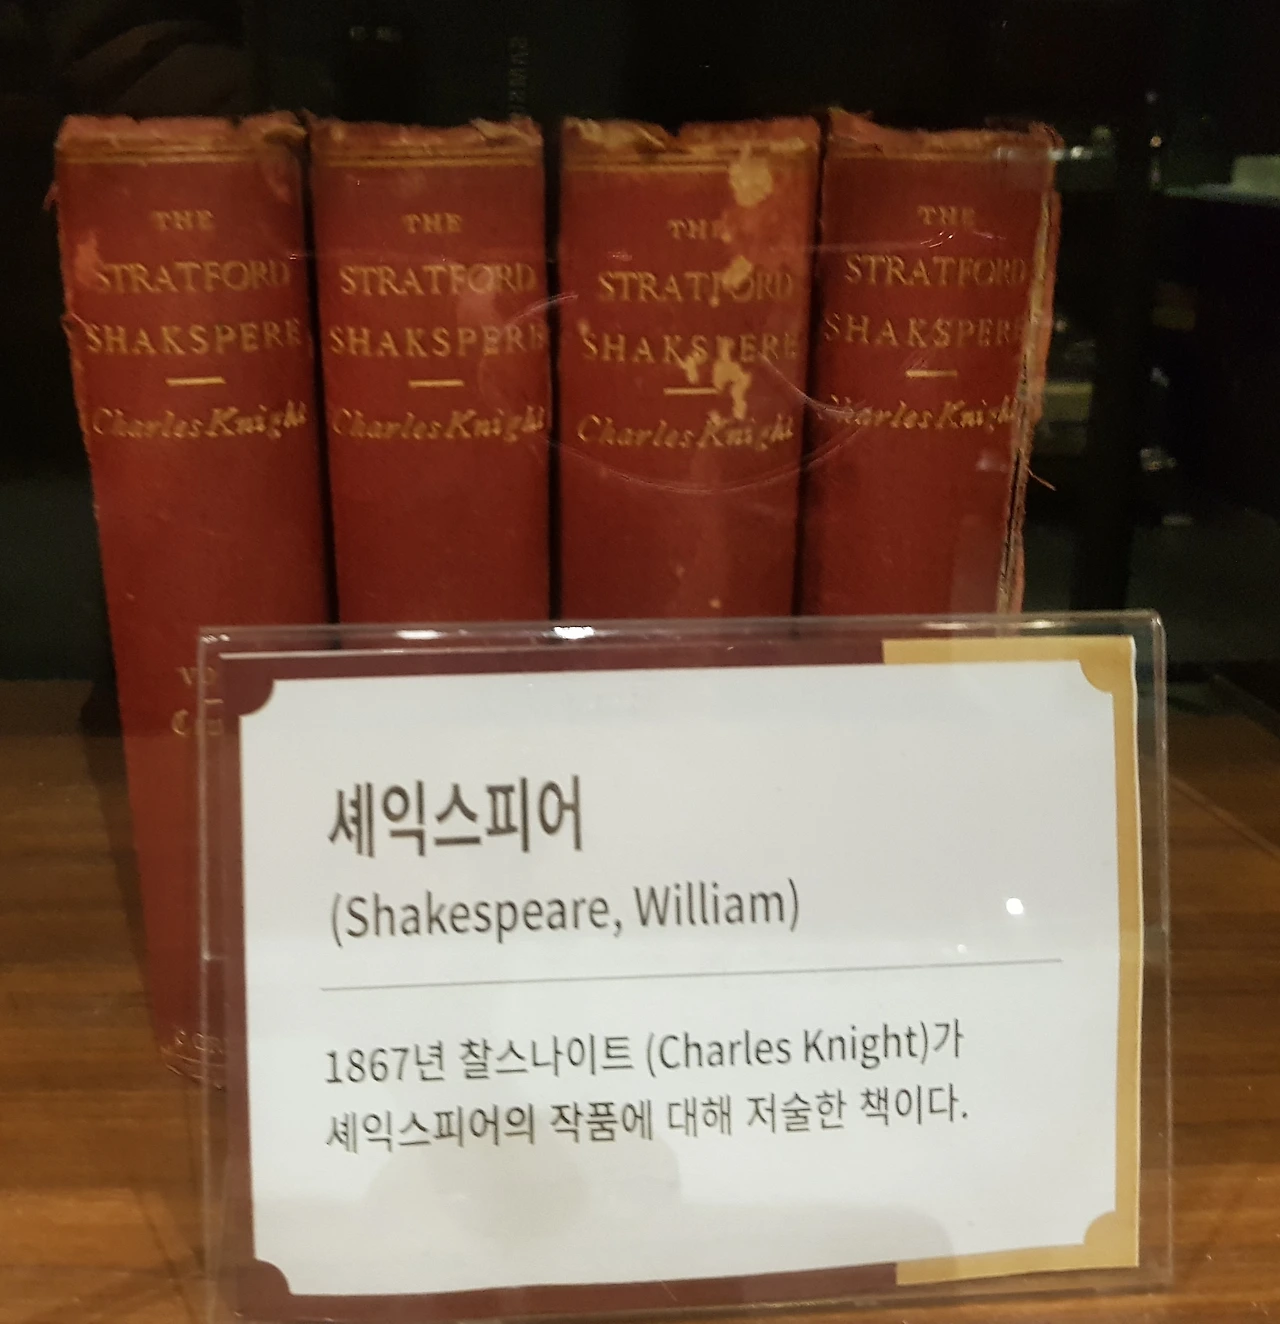 THE
STRATFORD
SHAKSPERE
Charles Knight
THE
STRATFORD
SHAKSPERE
Charles Knight
THE
STRATFORD
SHAKSPERE
Charles Knight
THE
STRATFORD
SHAKSPERE
Charles Knight
셰익스피어
(Shakespeare, William)
1867년 찰스나이트 (Charles Knight)가
셰익스피어의 작품에 대해 저술한 책이다.